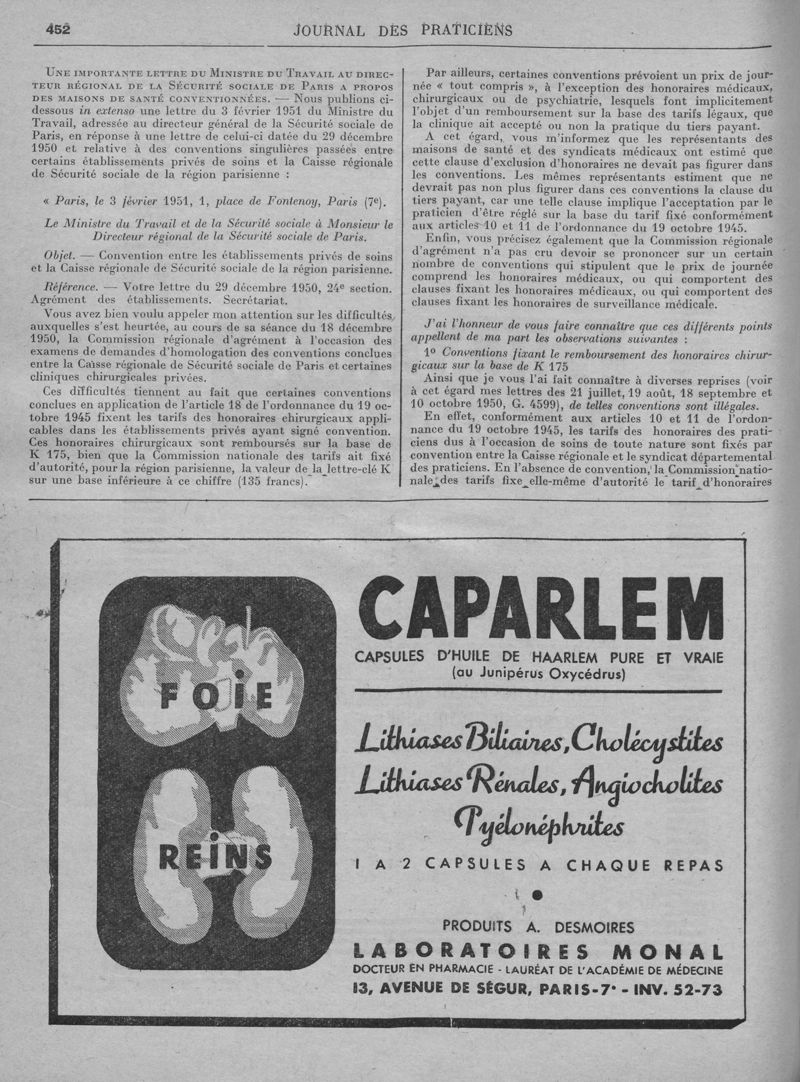 452
JOURNAL DES PRATICIENS
UNE IMPORTANTE LETTRE DU MINISTRE DU TRAVAIL AU DIREC-
TEUR RÉGIONAL DE LA SÉCURITÉ SOCIALE DE PARIS A PROPOS
DES MAISONS DE SANTÉ CONVENTIONNÉES. — Nous publions ci-
dessous in extenso une lettre du 3 février 1951 du Ministre du
Travail, adressée au directeur général de la Sécurité sociale de
Paris, en réponse à une lettre de celui-ci datée du 29 décembre
1950 et relative à des conventions singulières passées entre
certains établissements privés de soins et la Caisse régionale
de Sécurité sociale de la région parisienne :
« Paris, le 3 février 1951, 1, place de Fontenoy, Paris (7e).
Le Ministre du Travail et de la Sécurité sociale à Monsieur le
Directeur régional de la Sécurité sociale de Paris.
Objet. — Convention entre les établissements privés de soins
et la Caisse régionale de Sécurité sociale de la région parisienne.
Référence. — Votre lettre du 29 décembre 1950, 24e section.
Agrément des établissements. Secrétariat.
Vous avez bien voulu appeler mon attention sur les difficultés
auxquelles s'est heurtée, au cours de sa séance du 18 décembre
1950, la Commission régionale d'agrément à l'occasion des
examens de demandes d'homologation des conventions conclues
entre la Caisse régionale de Sécurité sociale de Paris et certaines
cliniques chirurgicales privées.
Ces difficultés tiennent au fait que certaines conventions
conclues en application de l'article 18 de l'ordonnance du 19 oc-
tobre 1945 fixent les tarifs des honoraires chirurgicaux appli-
cables dans les établissements privés ayant signé convention.
Ces honoraires chirurgicaux sont remboursés sur la base de
K 175, bien que la Commission nationale des tarifs ait fixé
d'autorité, pour la région parisienne, la valeur de la lettre-clé K
sur une base inférieure à ce chiffre (135 francs).
Par ailleurs, certaines conventions prévoient un prix de jour-
née « tout compris », à l'exception des honoraires médicaux,
chirurgicaux ou de psychiatrie, lesquels font implicitement
l'objet d'un remboursement sur la base des tarifs légaux, que
la clinique ait accepté ou non la pratique du tiers payant.
A cet égard, vous m'informez que les représentants des
maisons de santé et des syndicats médicaux ont estimé que
cette clause d'exclusion d'honoraires ne devait pas figurer dans
les conventions. Les mêmes représentants estiment que ne
devrait pas non plus figurer dans ces conventions la clause du
tiers payant, car une telle clause implique l'acceptation par le
praticien d'être réglé sur la base du tarif fixé conformément
aux articles 10 et 11 de l'ordonnance du 19 octobre 1945.
Enfin, vous précisez également que la Commission régionale
d'agrément n'a pas cru devoir se prononcer sur un certain
nombre de conventions qui stipulent que le prix de journée
comprend les honoraires médicaux, ou qui comportent des
clauses fixant les honoraires médicaux, ou qui comportent des
clauses fixant les honoraires de surveillance médicale.
J'ai l'honneur de vous faire connaître que ces différents points
appellent de ma part les observations suivantes :
1º Conventions fixant le remboursement des honoraires chirur-
gicaux sur la base de K 175
Ainsi que je vous l'ai fait connaître à diverses reprises (voir
à cet égard mes lettres des 21 juillet, 19 août, 18 septembre et
10 octobre 1950, G. 4599), de telles conventions sont illégales.
En effet, conformément aux articles 10 et 11 de l'ordon-
nance du 19 octobre 1945, les tarifs des honoraires des prati-
ciens dus à l'occasion de soins de toute nature sont fixés par
convention entre la Caisse régionale et le syndicat départemental
des praticiens. En l'absence de convention, la Commission natio-
nale des tarifs fixe elle-même d'autorité le tarif d'honoraires
CAPARLEM
CAPSULES D'HUILE DE HAARLEM PURE ET VRAIE
(au Junipérus Oxycédrus)
FOIE
Lithiases Biliaires, Cholécystites
Lithiases Rénales, Angiocholites
Pyélonéphrites
REINS
1 A 2 CAPSULES A CHAQUE REPAS
PRODUITS A. DESMOIRES
LABORATOIRES MONAL
DOCTEUR EN PHARMACIE - LAURÉAT DE L'ACADÉMIE DE MÉDECINE
13, AVENUE DE SÉGUR, PARIS-7e - INV. 52-73